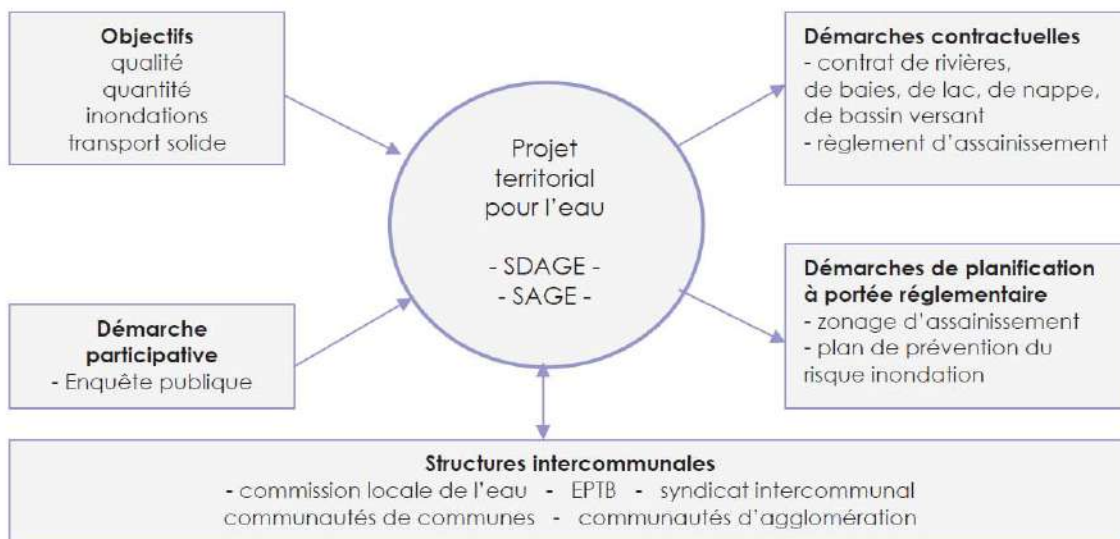 Objectifs
qualité
quantité
inondations
transport solide
Démarche
participative
- Enquête publique
Projet
territorial
pour l'eau
- SDAGE -
- SAGE -
Démarches contractuelles
- contrat de rivières,
de baies, de lac, de nappe,
de bassin versant
- règlement d'assainissement
Démarches de planification
à portée réglementaire
- zonage d'assainissement
- plan de prévention du
risque inondation
Structures intercommunales
- commission locale de l'eau - EPTB - syndicat intercommunal
communautés de communes - communautés d'agglomération